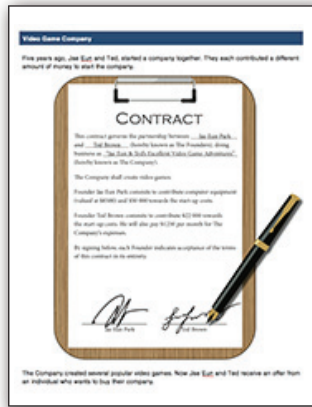 Video Game Company
Five years ago, Jae Eun and Ted, started a company together. They each contributed a different
amount of money to start the company.
CONTRACT
This contract governs the partnership between Jae Eun Park
and Ted Brown (hereby known as The Founders), doing
business as "Jae Eun & Ted's Excellent Video Game Adventures"
(hereby known as The Company).
The Company shall create video games.
Founder Jae Eun Park commits to contribute computer equipment
(valued at and towards the start-up costs.
Founder Ted Brown commits to contribute $22 000 towards
the start-up costs. He will also pay per month for The
Company's expenses.
By signing below, each Founder indicates acceptance of the terms
of this contract in its entirety.
Jae Eun Park
Ted Brown
The Company created several popular video games. Now Jae Eun and Ted receive an offer from
an individual who wants to buy their company.